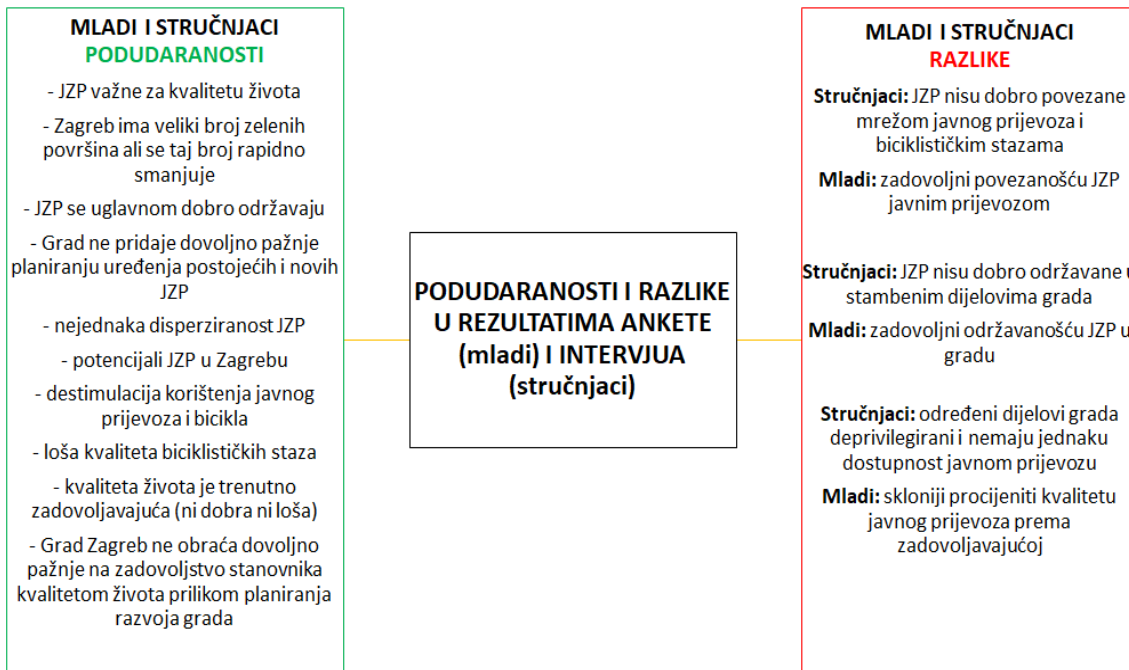 MLADI I STRUČNJACI
PODUDARANOSTI
- JZP važne za kvalitetu života
- Zagreb ima veliki broj zelenih
površina ali se taj broj rapidno
smanjuje
- JZP se uglavnom dobro održavaju
- Grad ne pridaje dovoljno pažnje
planiranju uređenja postojećih i novih
JZP
- nejednaka disperziranost JZP
- potencijali JZP u Zagrebu
- destimulacija korištenja javnog
prijevoza i bicikla
- loša kvaliteta biciklističkih staza
- kvaliteta života je trenutno
zadovoljavajuća (ni dobra ni loša)
- Grad Zagreb ne obraća dovoljno
pažnje na zadovoljstvo stanovnika
kvalitetom života prilikom planiranja
razvoja grada
PODUDARANOSTI I RAZLIKE
U REZULTATIMA ANKETE
(mladi) I INTERVJUA
(stručnjaci)
MLADI I STRUČNJACI
RAZLIKE
Stručnjaci: JZP nisu dobro povezane
mrežom javnog prijevoza i
biciklističkim stazama
Mladi: zadovoljni povezanošću JZP
javnim prijevozom
Stručnjaci: JZP nisu dobro održavane u
stambenim dijelovima grada
Mladi: zadovoljni održavanošću JZP u
gradu
Stručnjaci: određeni dijelovi grada
deprivilegirani i nemaju jednaku
dostupnost javnom prijevozu
Mladi: skloniji procijeniti kvalitetu
javnog prijevoza prema
zadovoljavajućoj